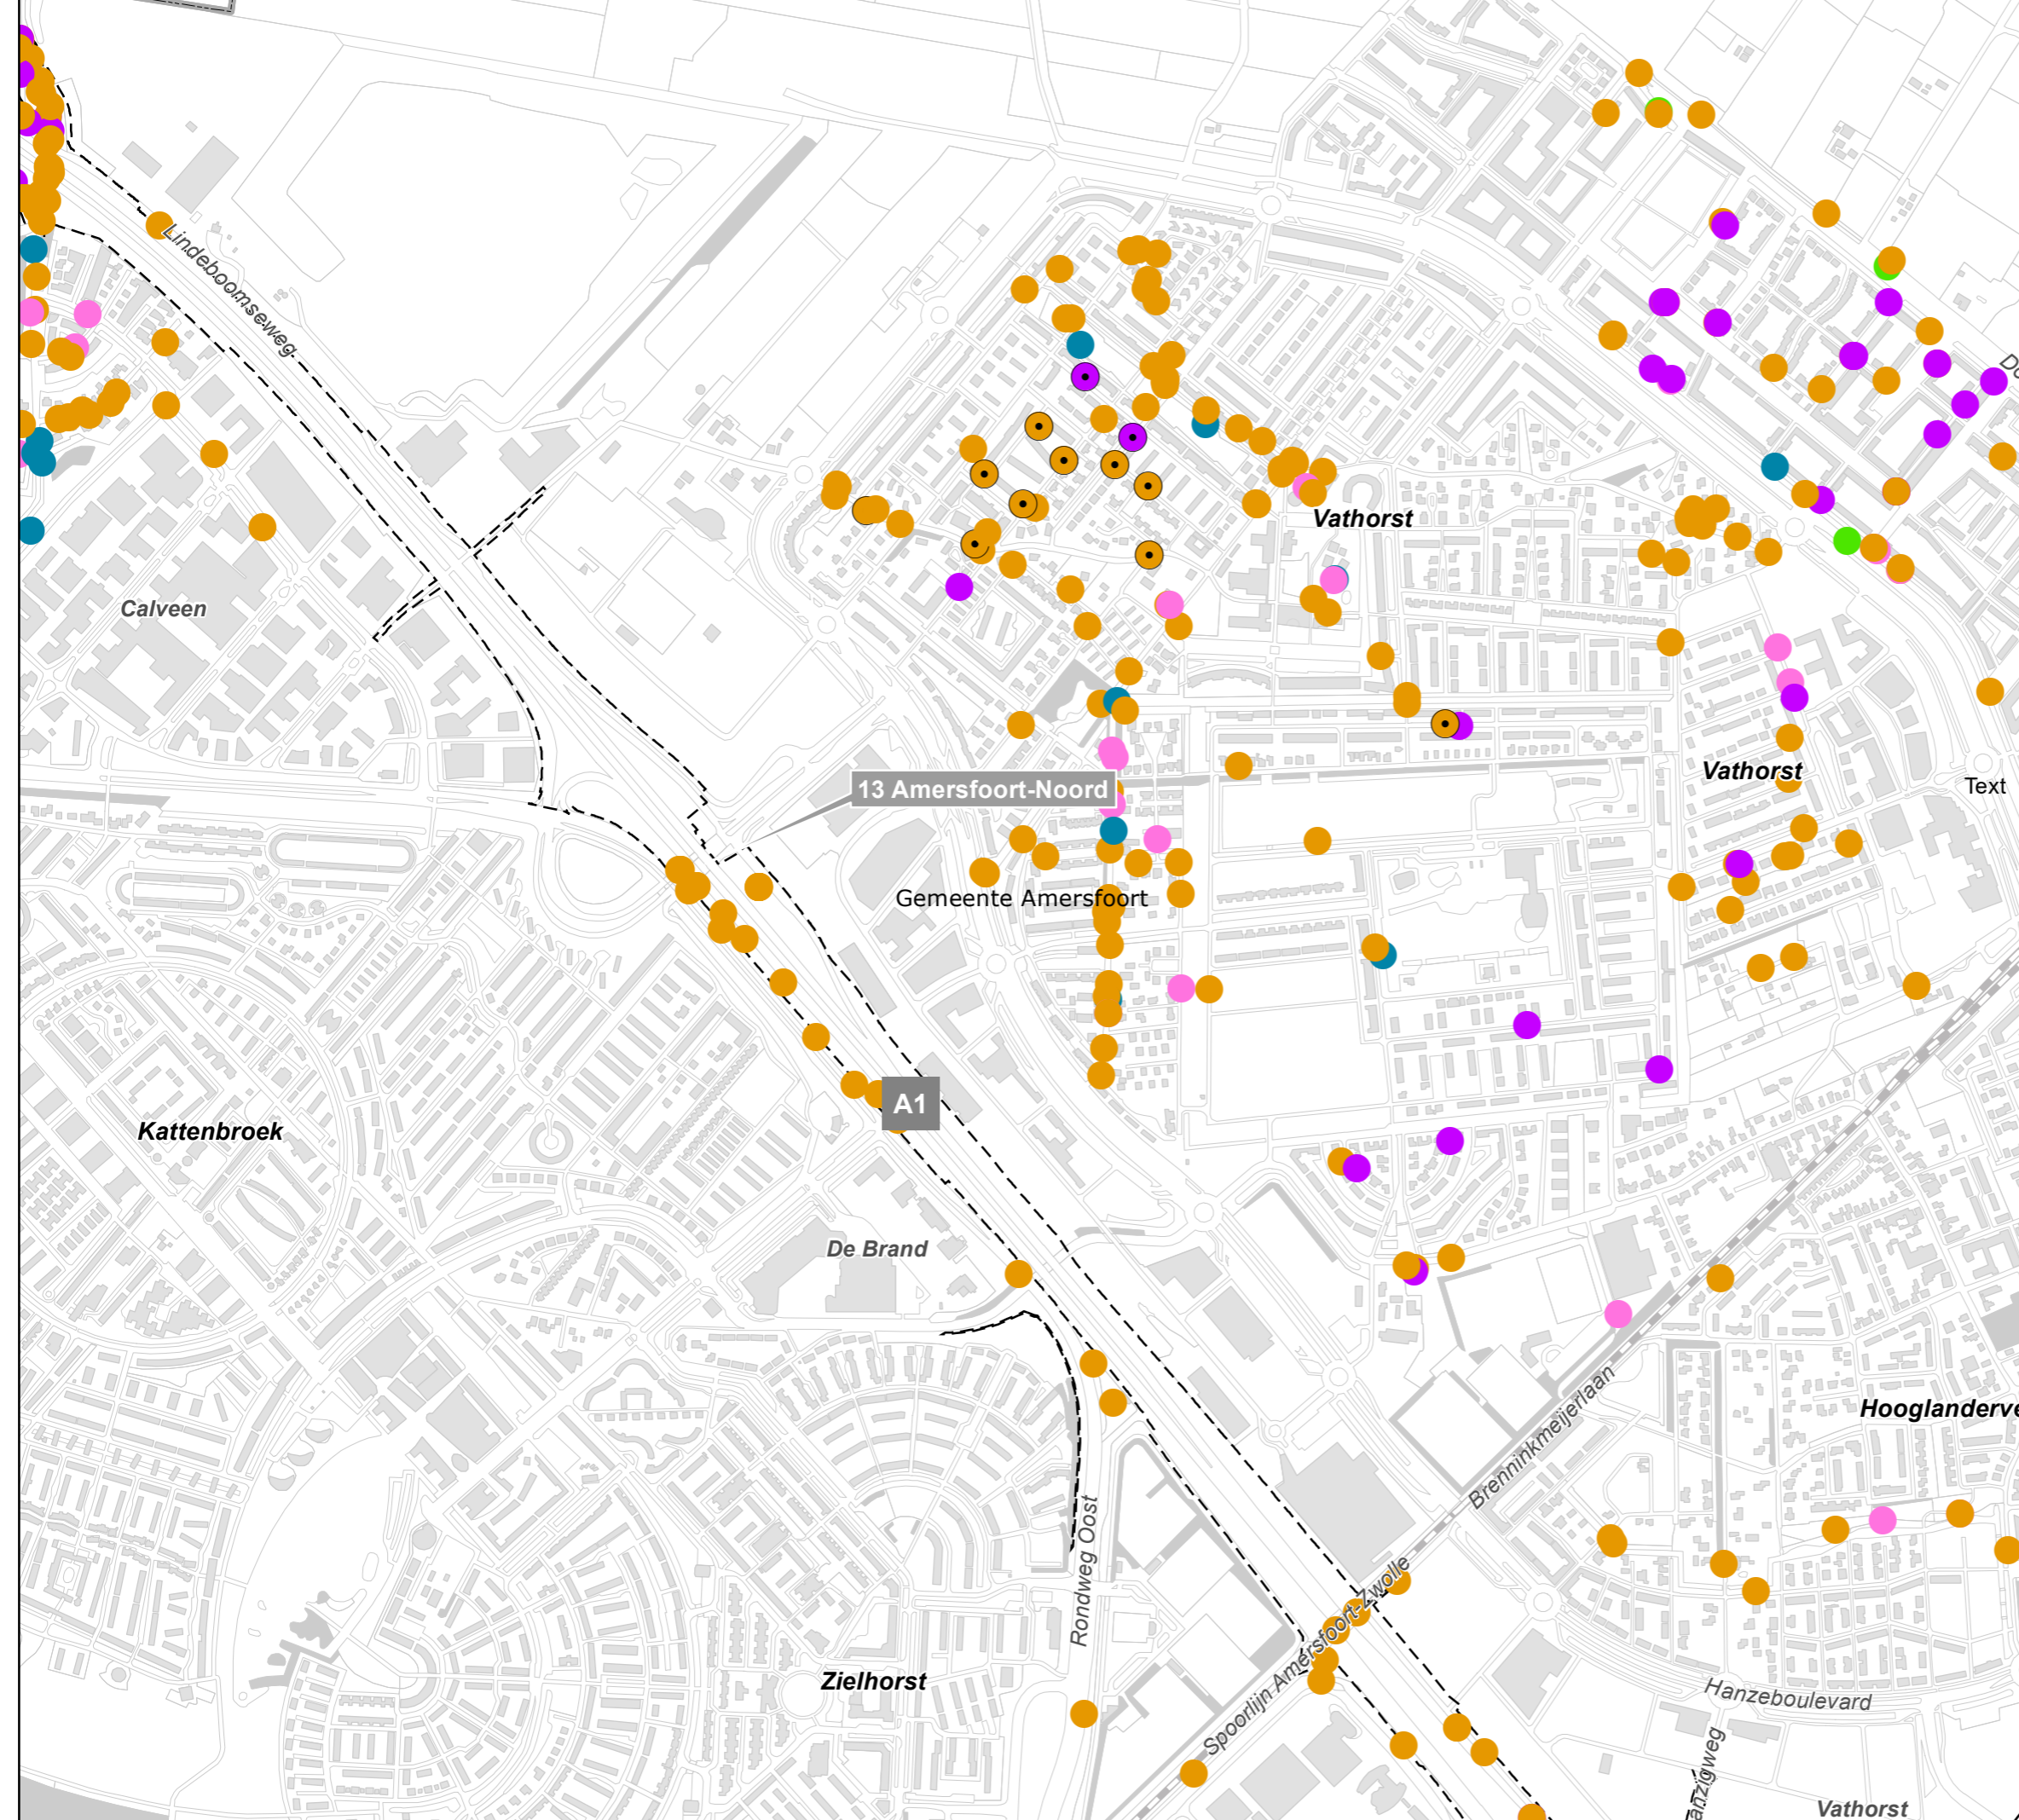 Lindeboomseweg
Vathorst
Calveen
Vathorst
Text
13 Amersfoort-Noord
Gemeente Amersfoort
A1
Kattenbroek
De Brand
Brenninkmeijerlaan
Rondweg Oost
Spoorlijn Amersfoort-Zwolle
Zielhorst
Hanzeboulevard
Vathorst